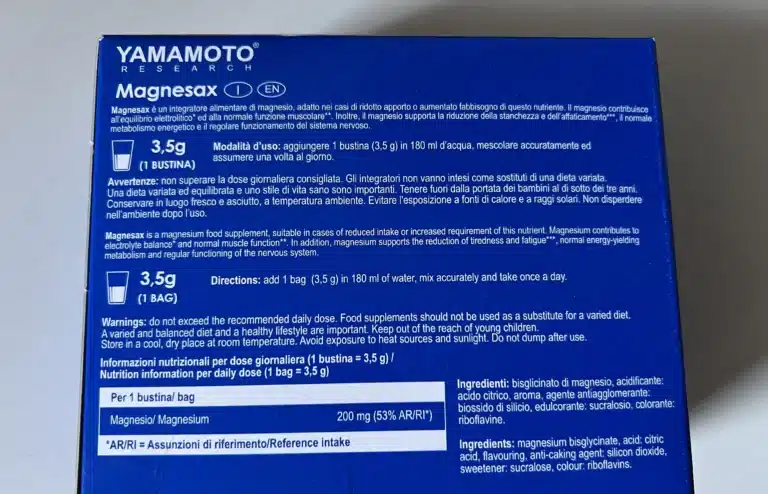 YAMAMOTO®
RESEARCH
Magnesax I EN
Magnesax è un integratore alimentare di magnesio, adatto nei casi di ridotto apporto o aumentato fabbisogno di questo nutriente. Il magnesio contribuisce
all'equilibrio elettrolitico* ed alla normale funzione muscolare**. Inoltre, il magnesio supporta la riduzione della stanchezza e dell'affaticamento***, il normale
metabolismo energetico e il regolare funzionamento del sistema nervoso.
3,5g
(1 BUSTINA)
Modalità d'uso: aggiungere 1 bustina (3,5 g) in 180 ml d'acqua, mescolare accuratamente ed
assumere una volta al giorno.
Avvertenze: non superare la dose giornaliera consigliata. Gli integratori non vanno intesi come sostituti di una dieta variata.
Una dieta variata ed equilibrata e uno stile di vita sano sono importanti. Tenere fuori dalla portata dei bambini al di sotto dei tre anni.
Conservare in luogo fresco e asciutto, a temperatura ambiente. Evitare l'esposizione a fonti di calore e a raggi solari. Non disperdere
nell'ambiente dopo l'uso.
Magnesax is a magnesium food supplement, suitable in cases of reduced intake or increased requirement of this nutrient. Magnesium contributes to
electrolyte balance* and normal muscle function**. In addition, magnesium supports the reduction of tiredness and fatigue***, normal energy-yielding
metabolism and regular functioning of the nervous system.
3,5g
(1 BAG)
Directions: add 1 bag (3,5 g) in 180 ml of water, mix accurately and take once a day.
Warnings: do not exceed the recommended daily dose. Food supplements should not be used as a substitute for a varied diet.
A varied and balanced diet and a healthy lifestyle are important. Keep out of the reach of young children.
Store in a cool, dry place at room temperature. Avoid exposure to heat sources and sunlight. Do not dump after use.
Informazioni nutrizionali per dose giornaliera (1 bustina = 3,5 g) /
Nutrition information per daily dose (1 bag = 3,5 g)
Per 1 bustina/ bag
Magnesio/ Magnesium 200 mg (53% AR/RI*)
*AR/RI = Assunzioni di riferimento/Reference intake
Ingredienti: bisglicinato di magnesio, acidificante:
acido citrico, aroma, agente antiagglomerante:
biossido di silicio, edulcorante: sucralosio, colorante:
riboflavine.
Ingredients: magnesium bisglycinate, acid: citric
acid, flavouring, anti-caking agent: silicon dioxide,
sweetener: sucralose, colour: riboflavins.